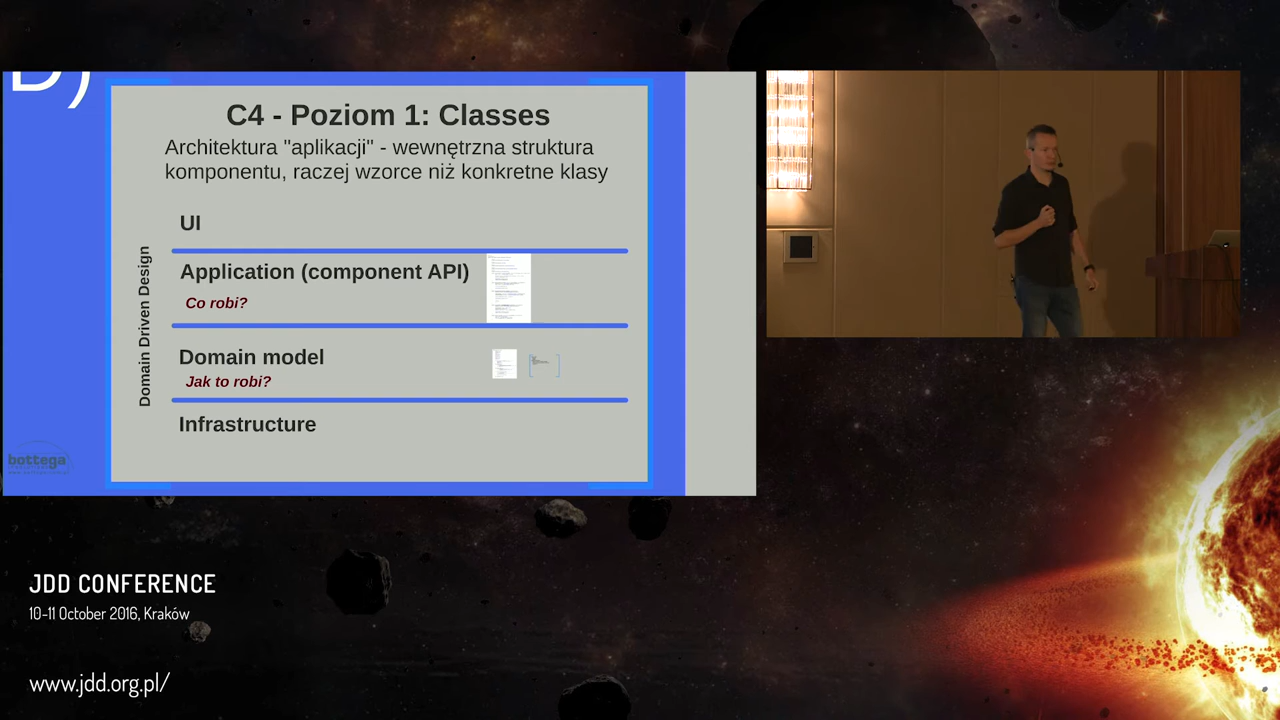 C4 - Poziom 1: Classes
Architektura "aplikacji" - wewnętrzna struktura
komponentu, raczej wzorce niż konkretne klasy
Domain Driven Design
UI
Application (component API)
Co robi?
Domain model
Jak to robi?
Infrastructure
bottega
JDD CONFERENCE
10-11 October 2016, Kraków
www.jdd.org.pl/